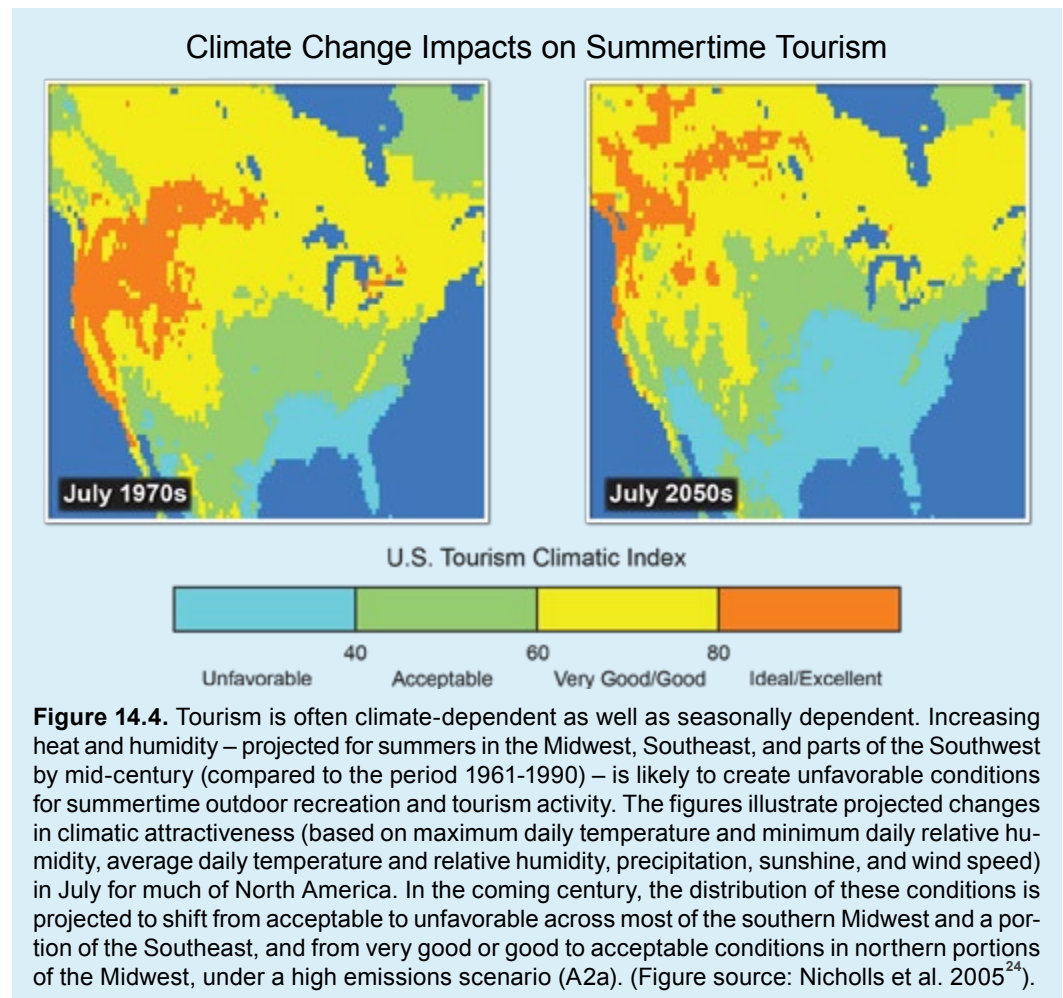 Climate Change Impacts on Summertime Tourism
July 1970s
July 2050s
U.S. Tourism Climatic Index
40 60 80
Unfavorable Acceptable Very Good/Good Ideal/Excellent
Figure 14.4. Tourism is often climate-dependent as well as seasonally dependent. Increasing
heat and humidity – projected for summers in the Midwest, Southeast, and parts of the Southwest
by mid-century (compared to the period 1961-1990) – is likely to create unfavorable conditions
for summertime outdoor recreation and tourism activity. The figures illustrate projected changes
in climatic attractiveness (based on maximum daily temperature and minimum daily relative hu-
midity, average daily temperature and relative humidity, precipitation, sunshine, and wind speed)
in July for much of North America. In the coming century, the distribution of these conditions is
projected to shift from acceptable to unfavorable across most of the southern Midwest and a por-
tion of the Southeast, and from very good or good to acceptable conditions in northern portions
of the Midwest, under a high emissions scenario (A2a). (Figure source: Nicholls et al. 2005²⁴).